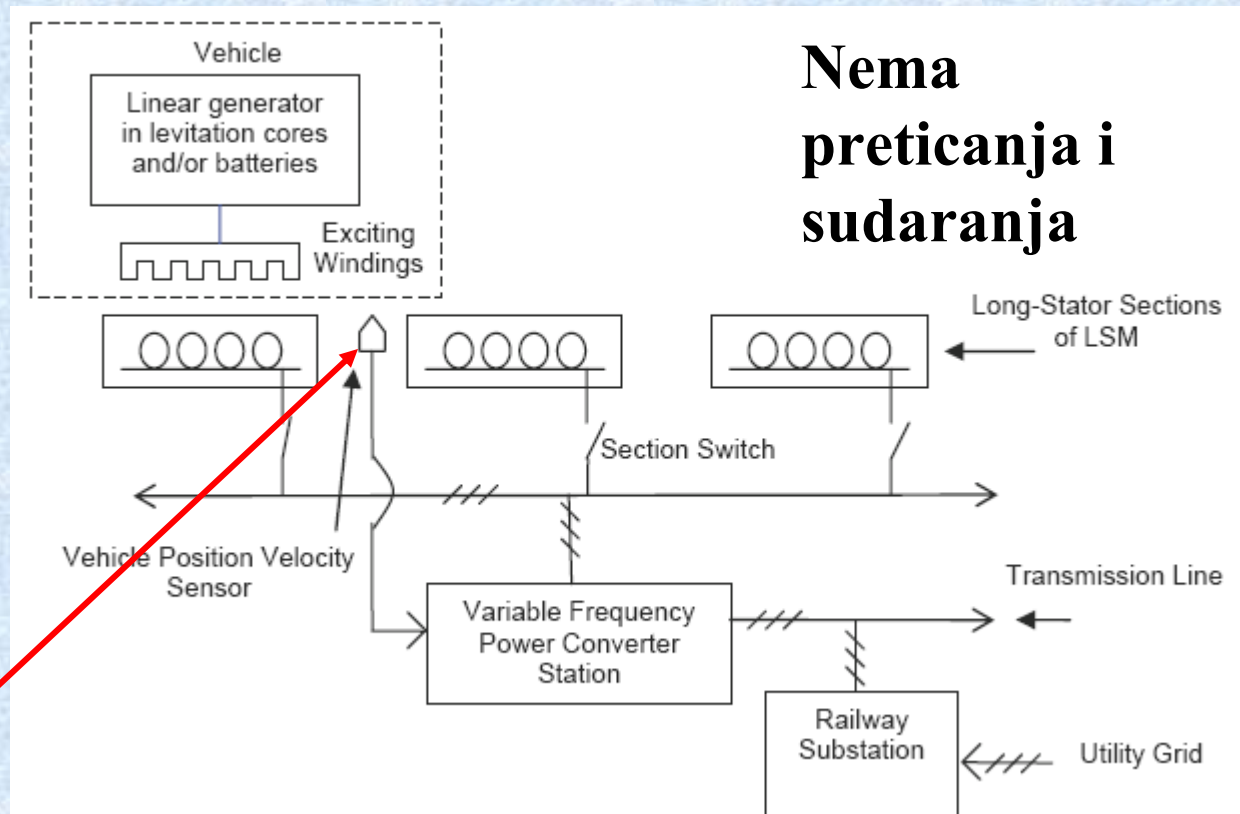 Vehicle
Linear generator
in levitation cores
and/or batteries
Exciting
Windings
Nema
preticanja i
sudaranja
Long-Stator Sections
of LSM
Section Switch
Vehicle Position Velocity
Sensor
Variable Frequency
Power Converter
Station
Transmission Line
Railway
Substation
Utility Grid